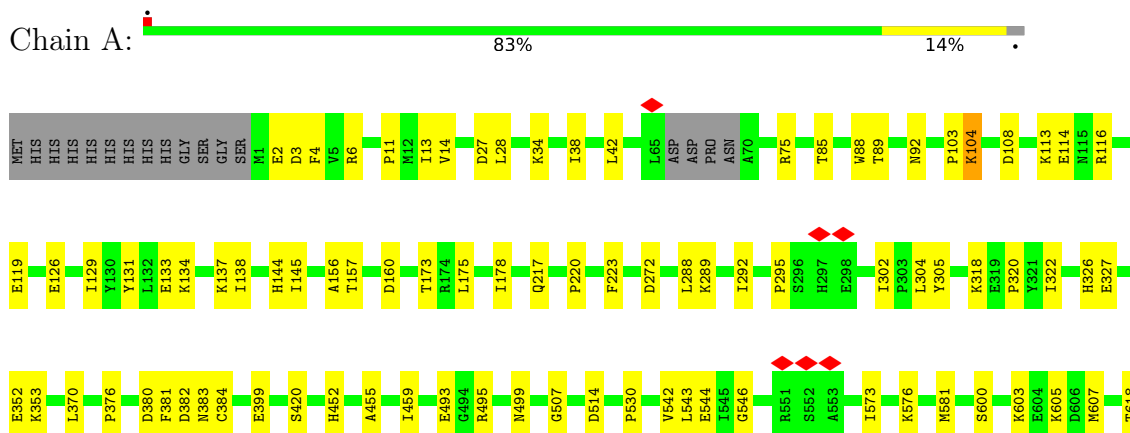 Chain A:
83% 14%
MET HIS HIS HIS HIS HIS HIS HIS HIS GLY SER GLY SER M1 E2 D3 F4 V5 R6 P11 M12 I13 V14 D27 L28 K34 I38 L42 L65 ASP ASP PRO ASN A70 R75 T85 W88 T89 N92 P103 K104 D108 K113 E114 N115 R116
E119 E126 I129 Y130 Y131 L132 E133 K134 K137 I138 H144 I145 A156 T157 D160 T173 R174 L175 I178 Q217 P220 F223 D272 L288 K289 I292 P295 S296 H297 E298 I302 P303 L304 Y305 K318 E319 P320 Y321 I322 H326 E327
E352 K353 L370 P376 D380 F381 D382 N383 C384 E399 S420 H452 A455 I459 E493 G494 R495 N499 G507 D514 P530 V542 L543 E544 I545 G546 R551 S552 A553 I573 K576 M581 S600 K603 E604 K605 D606 M607 T618